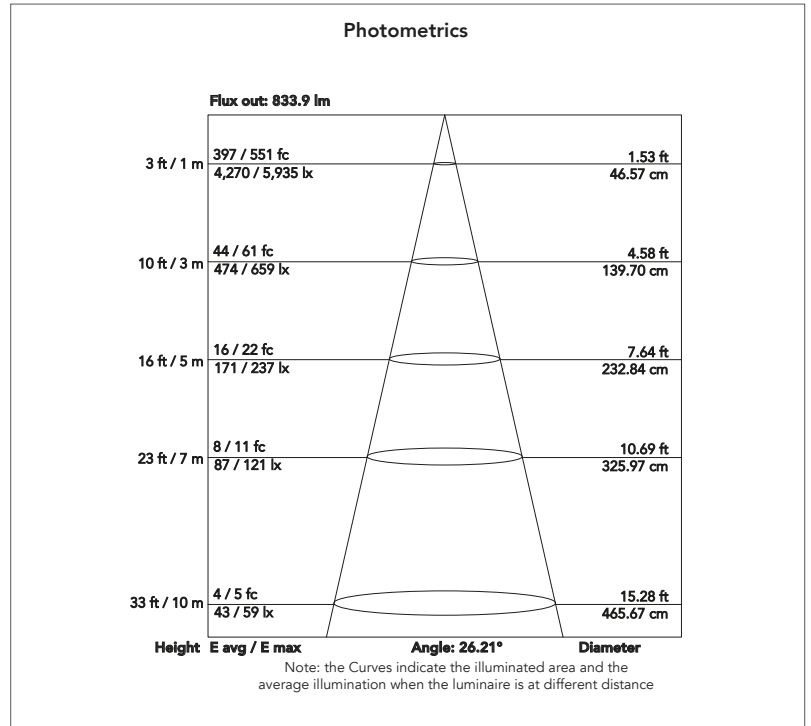 Photometrics
Flux out: 833.9 lm
3 ft / 1 m
397 / 551 fc
4,270 / 5,935 lx
1.53 ft
46.57 cm
10 ft / 3 m
44 / 61 fc
474 / 659 lx
4.58 ft
139.70 cm
16 ft / 5 m
16 / 22 fc
171 / 237 lx
7.64 ft
232.84 cm
23 ft / 7 m
8 / 11 fc
87 / 121 lx
10.69 ft
325.97 cm
33 ft / 10 m
4 / 5 fc
43 / 59 lx
15.28 ft
465.67 cm
Height E avg / E max Angle: 26.21° Diameter
Note: the Curves indicate the illuminated area and the
average illumination when the luminaire is at different distance